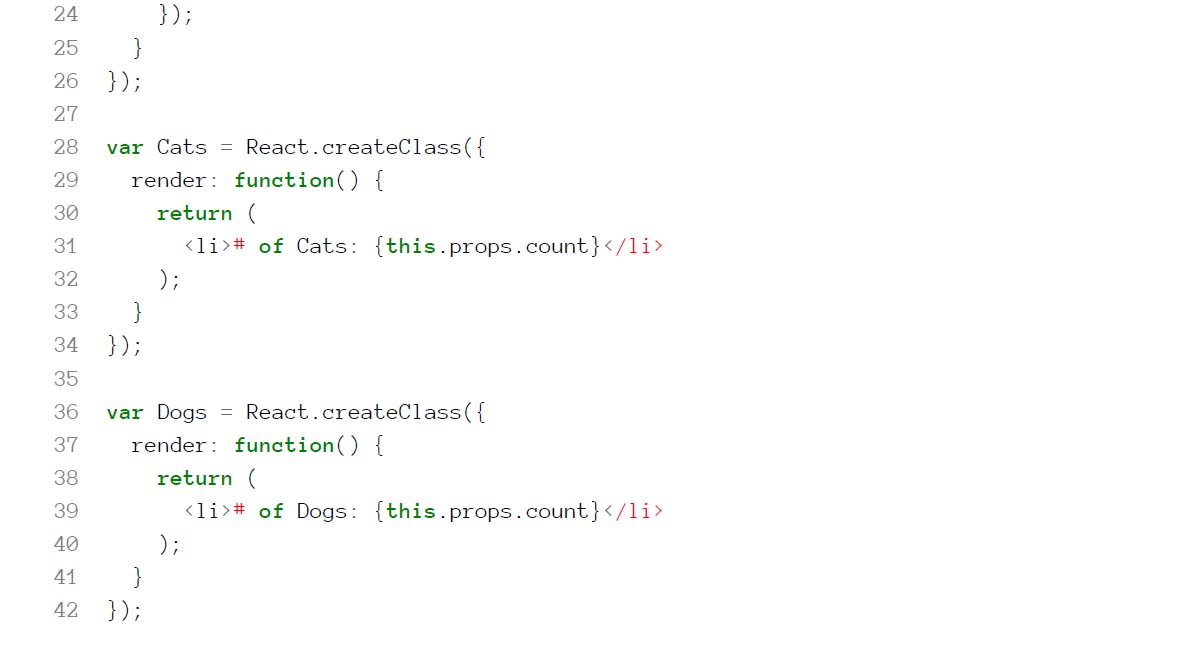 24      });
25    }
26  });
27
28  var Cats = React.createClass({
29    render: function() {
30      return (
31        <li># of Cats: {this.props.count}</li>
32      );
33    }
34  });
35
36  var Dogs = React.createClass({
37    render: function() {
38      return (
39        <li># of Dogs: {this.props.count}</li>
40      );
41    }
42  });